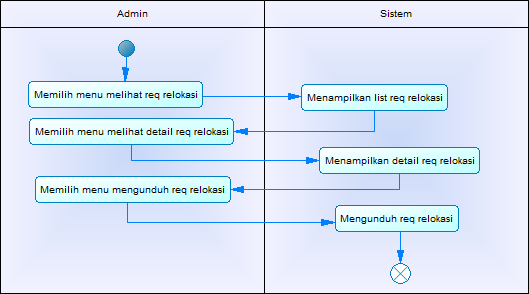 Admin
Sistem
Memilih menu melihat req relokasi
Menampilkan list req relokasi
Memilih menu melihat detail req relokasi
Menampilkan detail req relokasi
Memilih menu mengunduh req relokasi
Mengunduh req relokasi